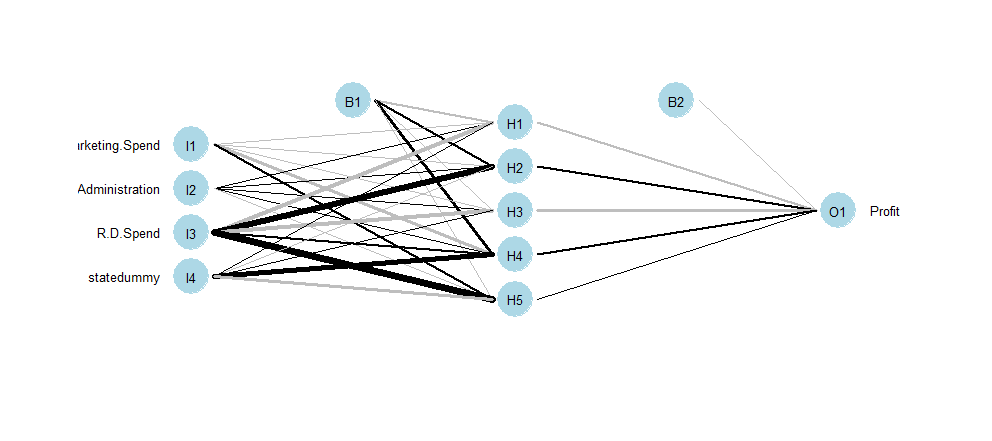 B1
B2
H1
rketing.Spend I1
H2
Administration I2
H3
O1 Profit
R.D.Spend I3
H4
statedummy I4
H5